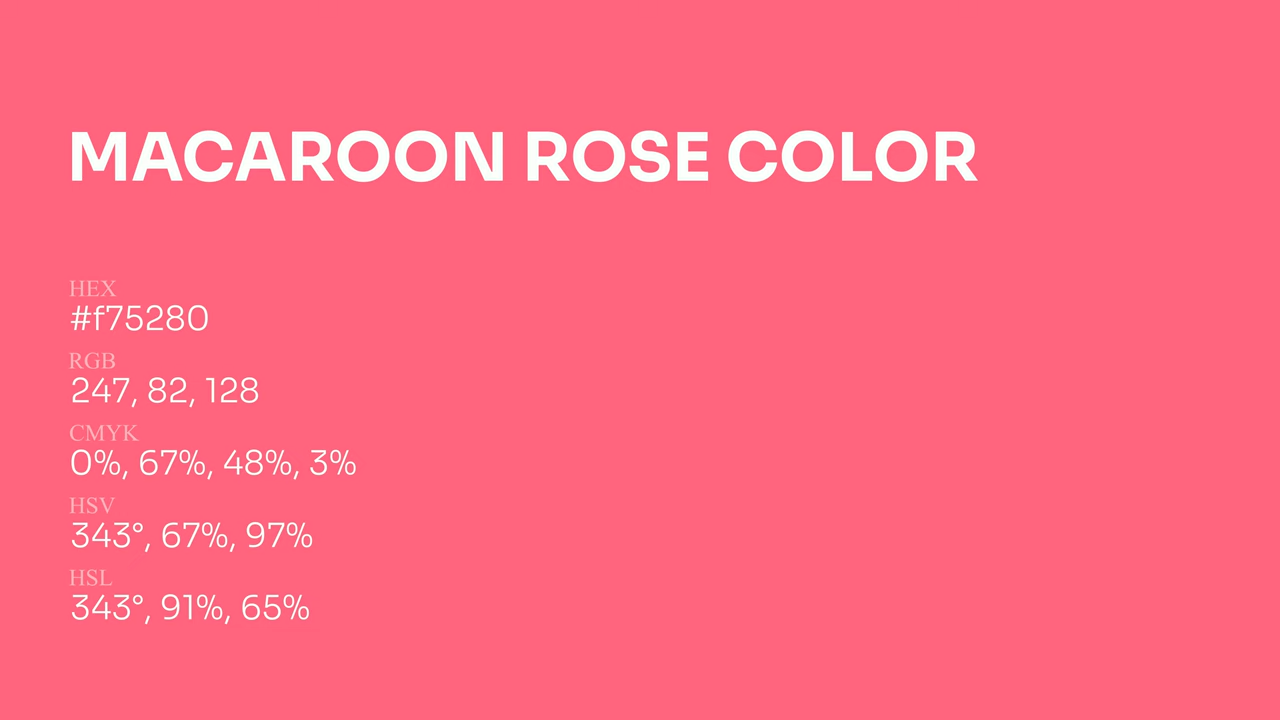 MACAROON ROSE COLOR
HEX
#f75280
RGB
247, 82, 128
CMYK
0%, 67%, 48%, 3%
HSV
343°, 67%, 97%
HSL
343°, 91%, 65%